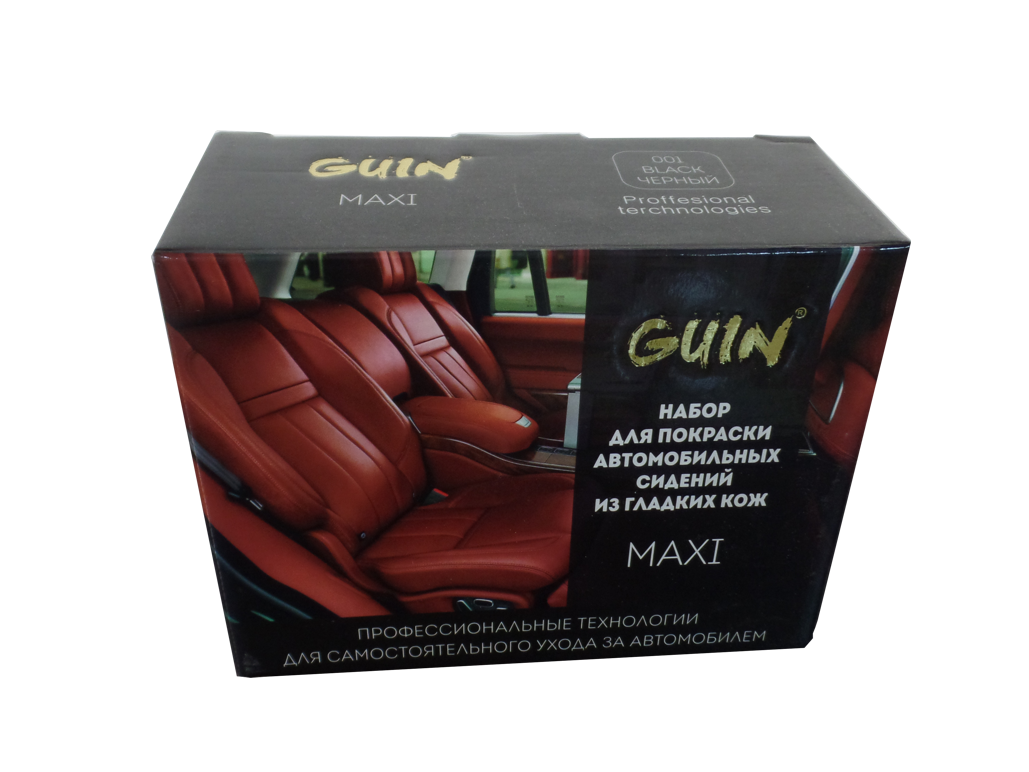 GUIN®
MAXI
001
BLACK
ЧЕРНЫЙ
Proffesional
terchnologies
GUIN®
НАБОР
ДЛЯ ПОКРАСКИ
АВТОМОБИЛЬНЫХ
СИДЕНИЙ
ИЗ ГЛАДКИХ КОЖ
MAXI
ПРОФЕССИОНАЛЬНЫЕ ТЕХНОЛОГИИ
ДЛЯ САМОСТОЯТЕЛЬНОГО УХОДА ЗА АВТОМОБИЛЕМ